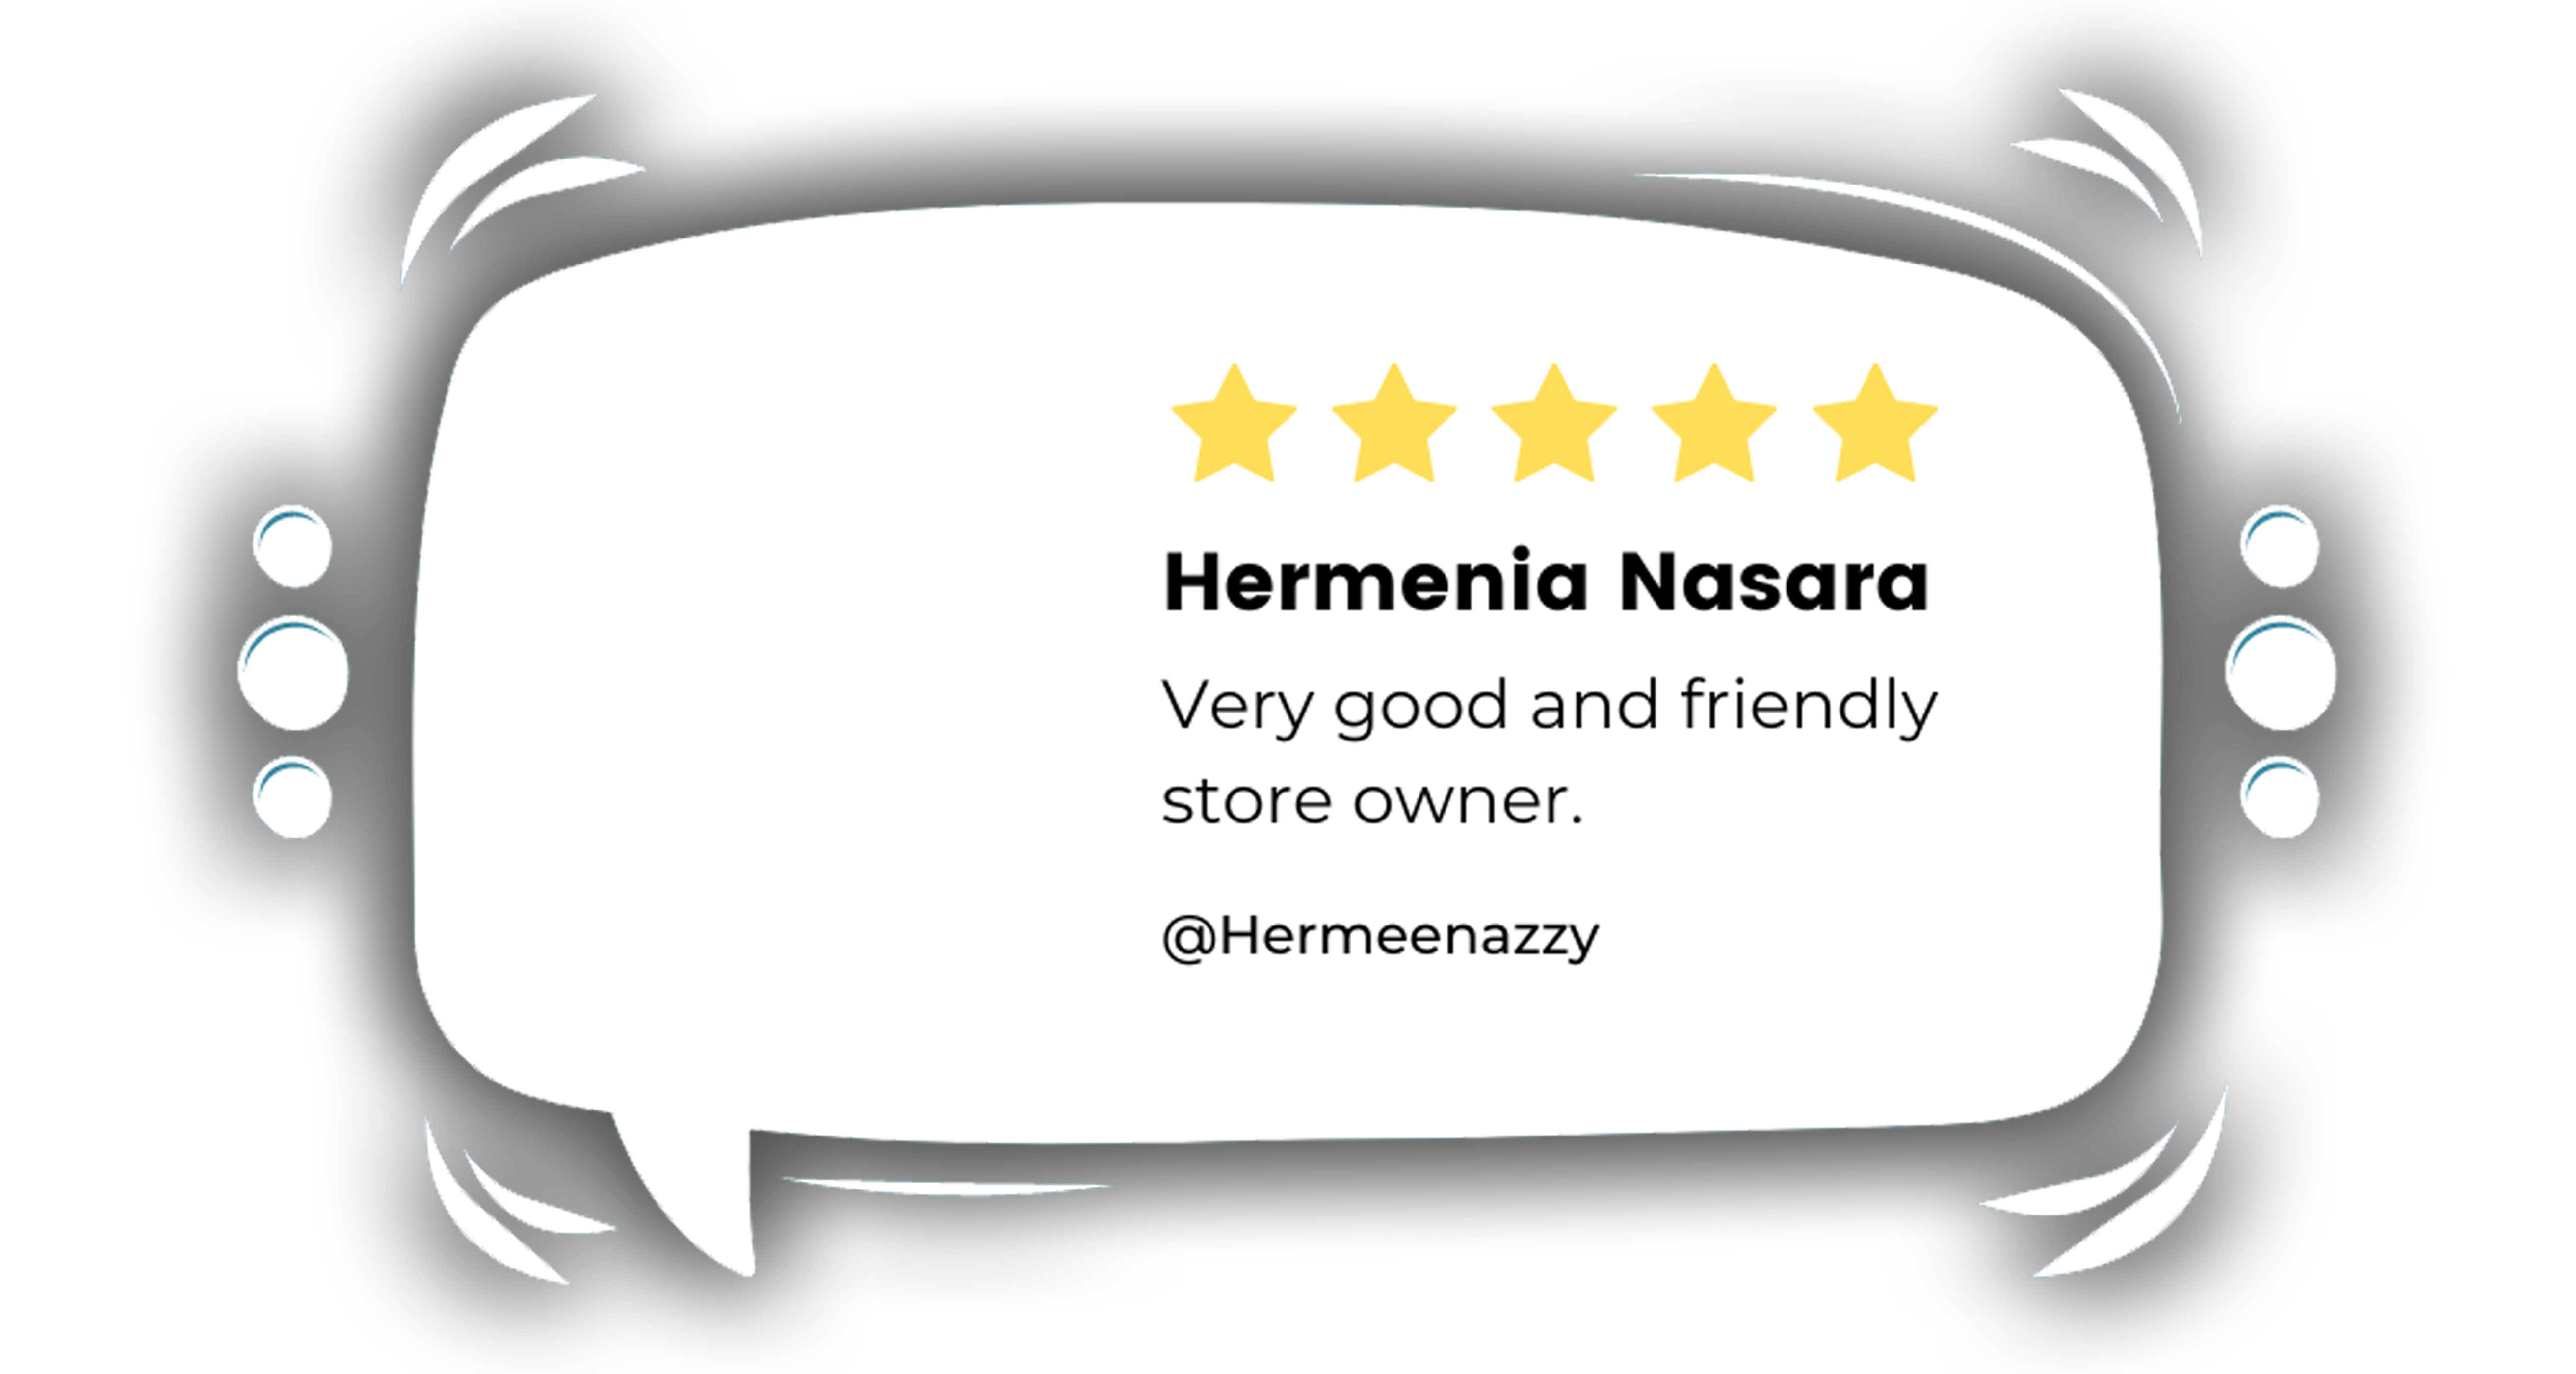 Hermenia Nasara
Very good and friendly
store owner.
@Hermeenazzy